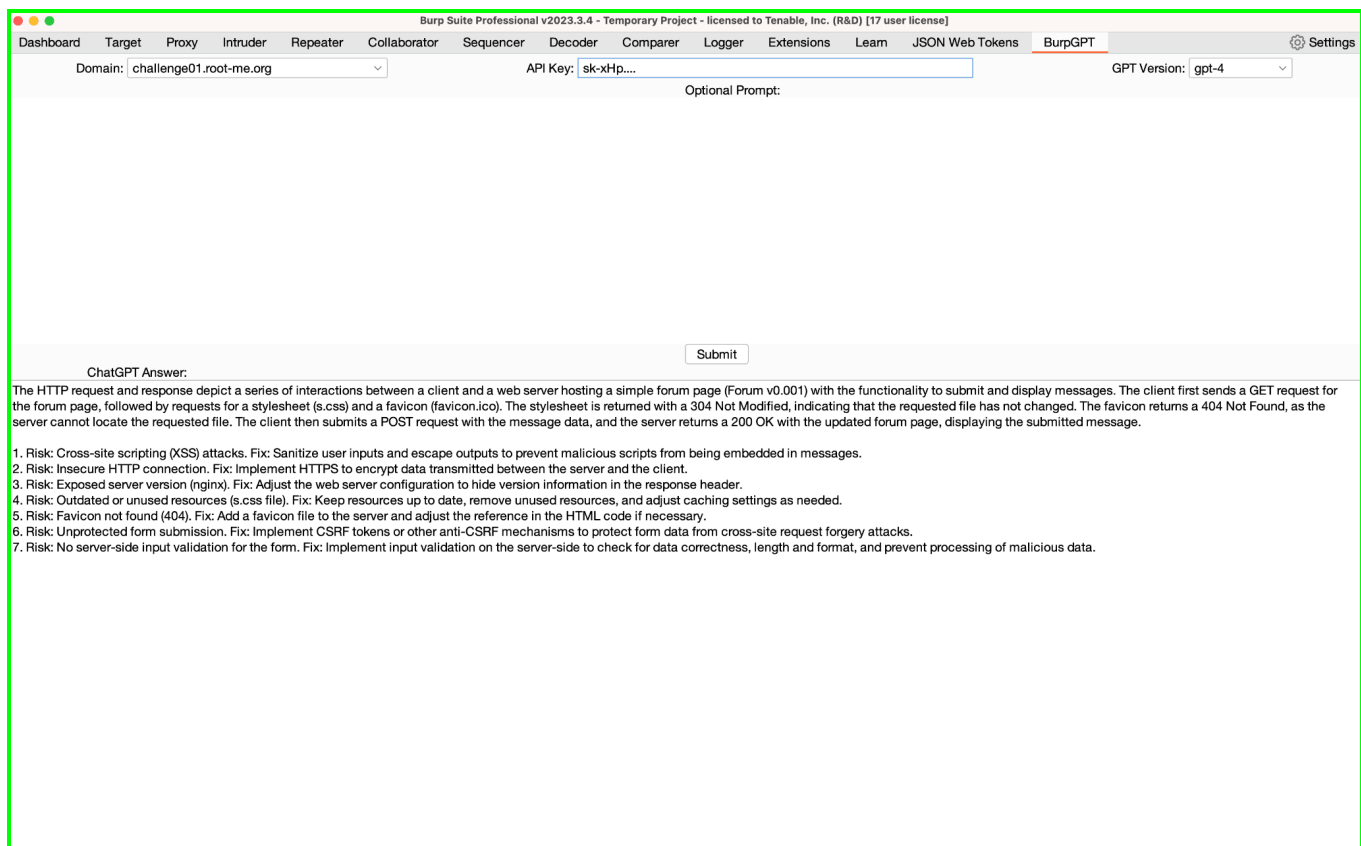 Burp Suite Professional v2023.3.4 - Temporary Project - licensed to Tenable, Inc. (R&D) [17 user license]
Dashboard Target Proxy Intruder Repeater Collaborator Sequencer Decoder Comparer Logger Extensions Learn JSON Web Tokens BurpGPT Settings
Domain: challenge01.root-me.org API Key: sk-xHp.... GPT Version: gpt-4
Optional Prompt:
Submit
ChatGPT Answer:
The HTTP request and response depict a series of interactions between a client and a web server hosting a simple forum page (Forum v0.001) with the functionality to submit and display messages. The client first sends a GET request for
the forum page, followed by requests for a stylesheet (s.css) and a favicon (favicon.ico). The stylesheet is returned with a 304 Not Modified, indicating that the requested file has not changed. The favicon returns a 404 Not Found, as the
server cannot locate the requested file. The client then submits a POST request with the message data, and the server returns a 200 OK with the updated forum page, displaying the submitted message.
1. Risk: Cross-site scripting (XSS) attacks. Fix: Sanitize user inputs and escape outputs to prevent malicious scripts from being embedded in messages.
2. Risk: Insecure HTTP connection. Fix: Implement HTTPS to encrypt data transmitted between the server and the client.
3. Risk: Exposed server version (nginx). Fix: Adjust the web server configuration to hide version information in the response header.
4. Risk: Outdated or unused resources (s.css file). Fix: Keep resources up to date, remove unused resources, and adjust caching settings as needed.
5. Risk: Favicon not found (404). Fix: Add a favicon file to the server and adjust the reference in the HTML code if necessary.
6. Risk: Unprotected form submission. Fix: Implement CSRF tokens or other anti-CSRF mechanisms to protect form data from cross-site request forgery attacks.
7. Risk: No server-side input validation for the form. Fix: Implement input validation on the server-side to check for data correctness, length and format, and prevent processing of malicious data.